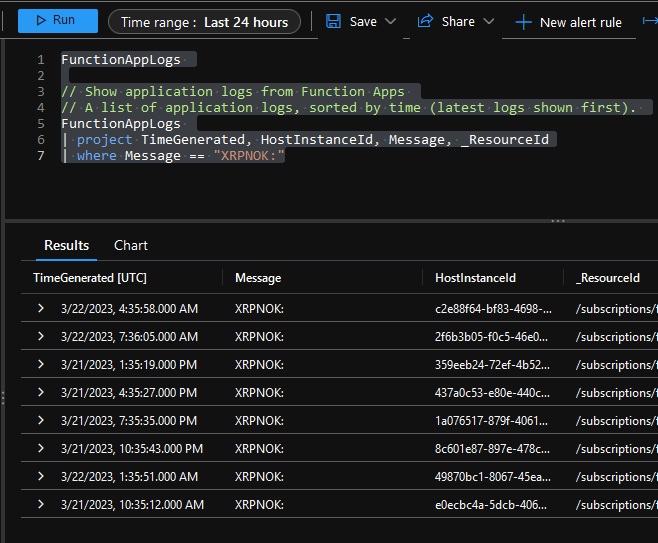 Run Time range : Last 24 hours Save Share New alert rule
1 FunctionAppLogs
2
3 // Show application logs from Function Apps
4 // A list of application logs, sorted by time (latest logs shown first).
5 FunctionAppLogs
6 | project TimeGenerated, HostInstanceId, Message, _ResourceId
7 | where Message == "XRPNOK:"
...
Results Chart
TimeGenerated [UTC] Message HostInstanceId _ResourceId
3/22/2023, 4:35:58.000 AM XRPNOK: c2e88f64-bf83-4698-... /subscriptions/f
3/22/2023, 7:36:05.000 AM XRPNOK: 2f6b3b05-f0c5-46e0... /subscriptions/f
3/21/2023, 1:35:19.000 PM XRPNOK: 359eeb24-72ef-4b52... /subscriptions/f
3/21/2023, 4:35:27.000 PM XRPNOK: 437a0c53-e80e-440c... /subscriptions/f
3/21/2023, 7:35:35.000 PM XRPNOK: 1a076517-879f-4061... /subscriptions/f
3/21/2023, 10:35:43.000 PM XRPNOK: 8c601e87-897e-478c... /subscriptions/f
3/22/2023, 1:35:51.000 AM XRPNOK: 49870bc1-8067-45ea... /subscriptions/f
3/21/2023, 10:35:12.000 AM XRPNOK: e0ecbc4a-5dcb-406... /subscriptions/f